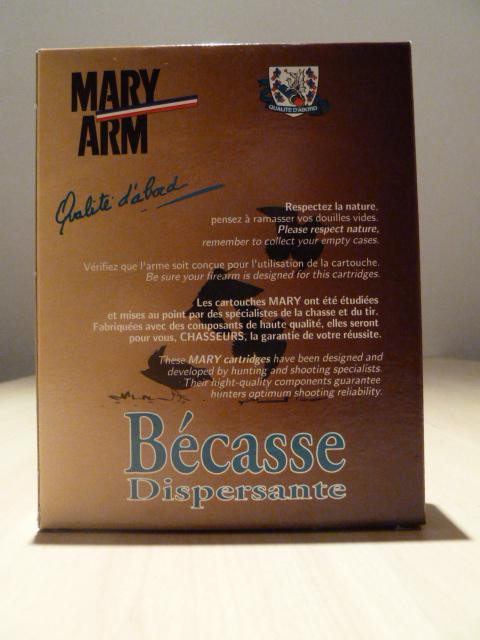 MARY
ARM
QUALITE D'ABORD
Qualité d'abord
Respectez la nature,
pensez à ramasser vos douilles vides.
Please respect nature,
remember to collect your empty cases.
Vérifiez que l'arme soit conçue pour l'utilisation de la cartouche.
Be sure your firearm is designed for this cartridges.
Les cartouches MARY ont été étudiées
et mises au point par des spécialistes de la chasse et du tir.
Fabriquées avec des composants de haute qualité, elles seront
pour vous, CHASSEURS, la garantie de votre réussite.
These MARY cartridges have been designed and
developed by hunting and shooting specialists.
Their hight-quality components guarantee
hunters optimum shooting reliability.
Bécasse
Dispersante